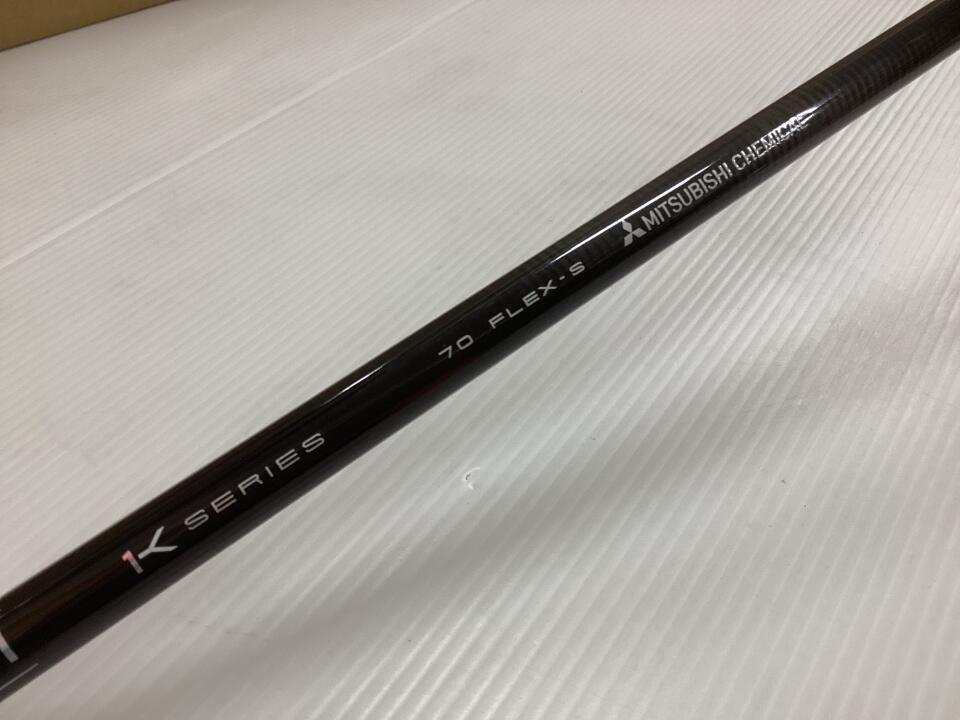 1K SERIES 70 FLEX-S MITSUBISHI CHEMICAL